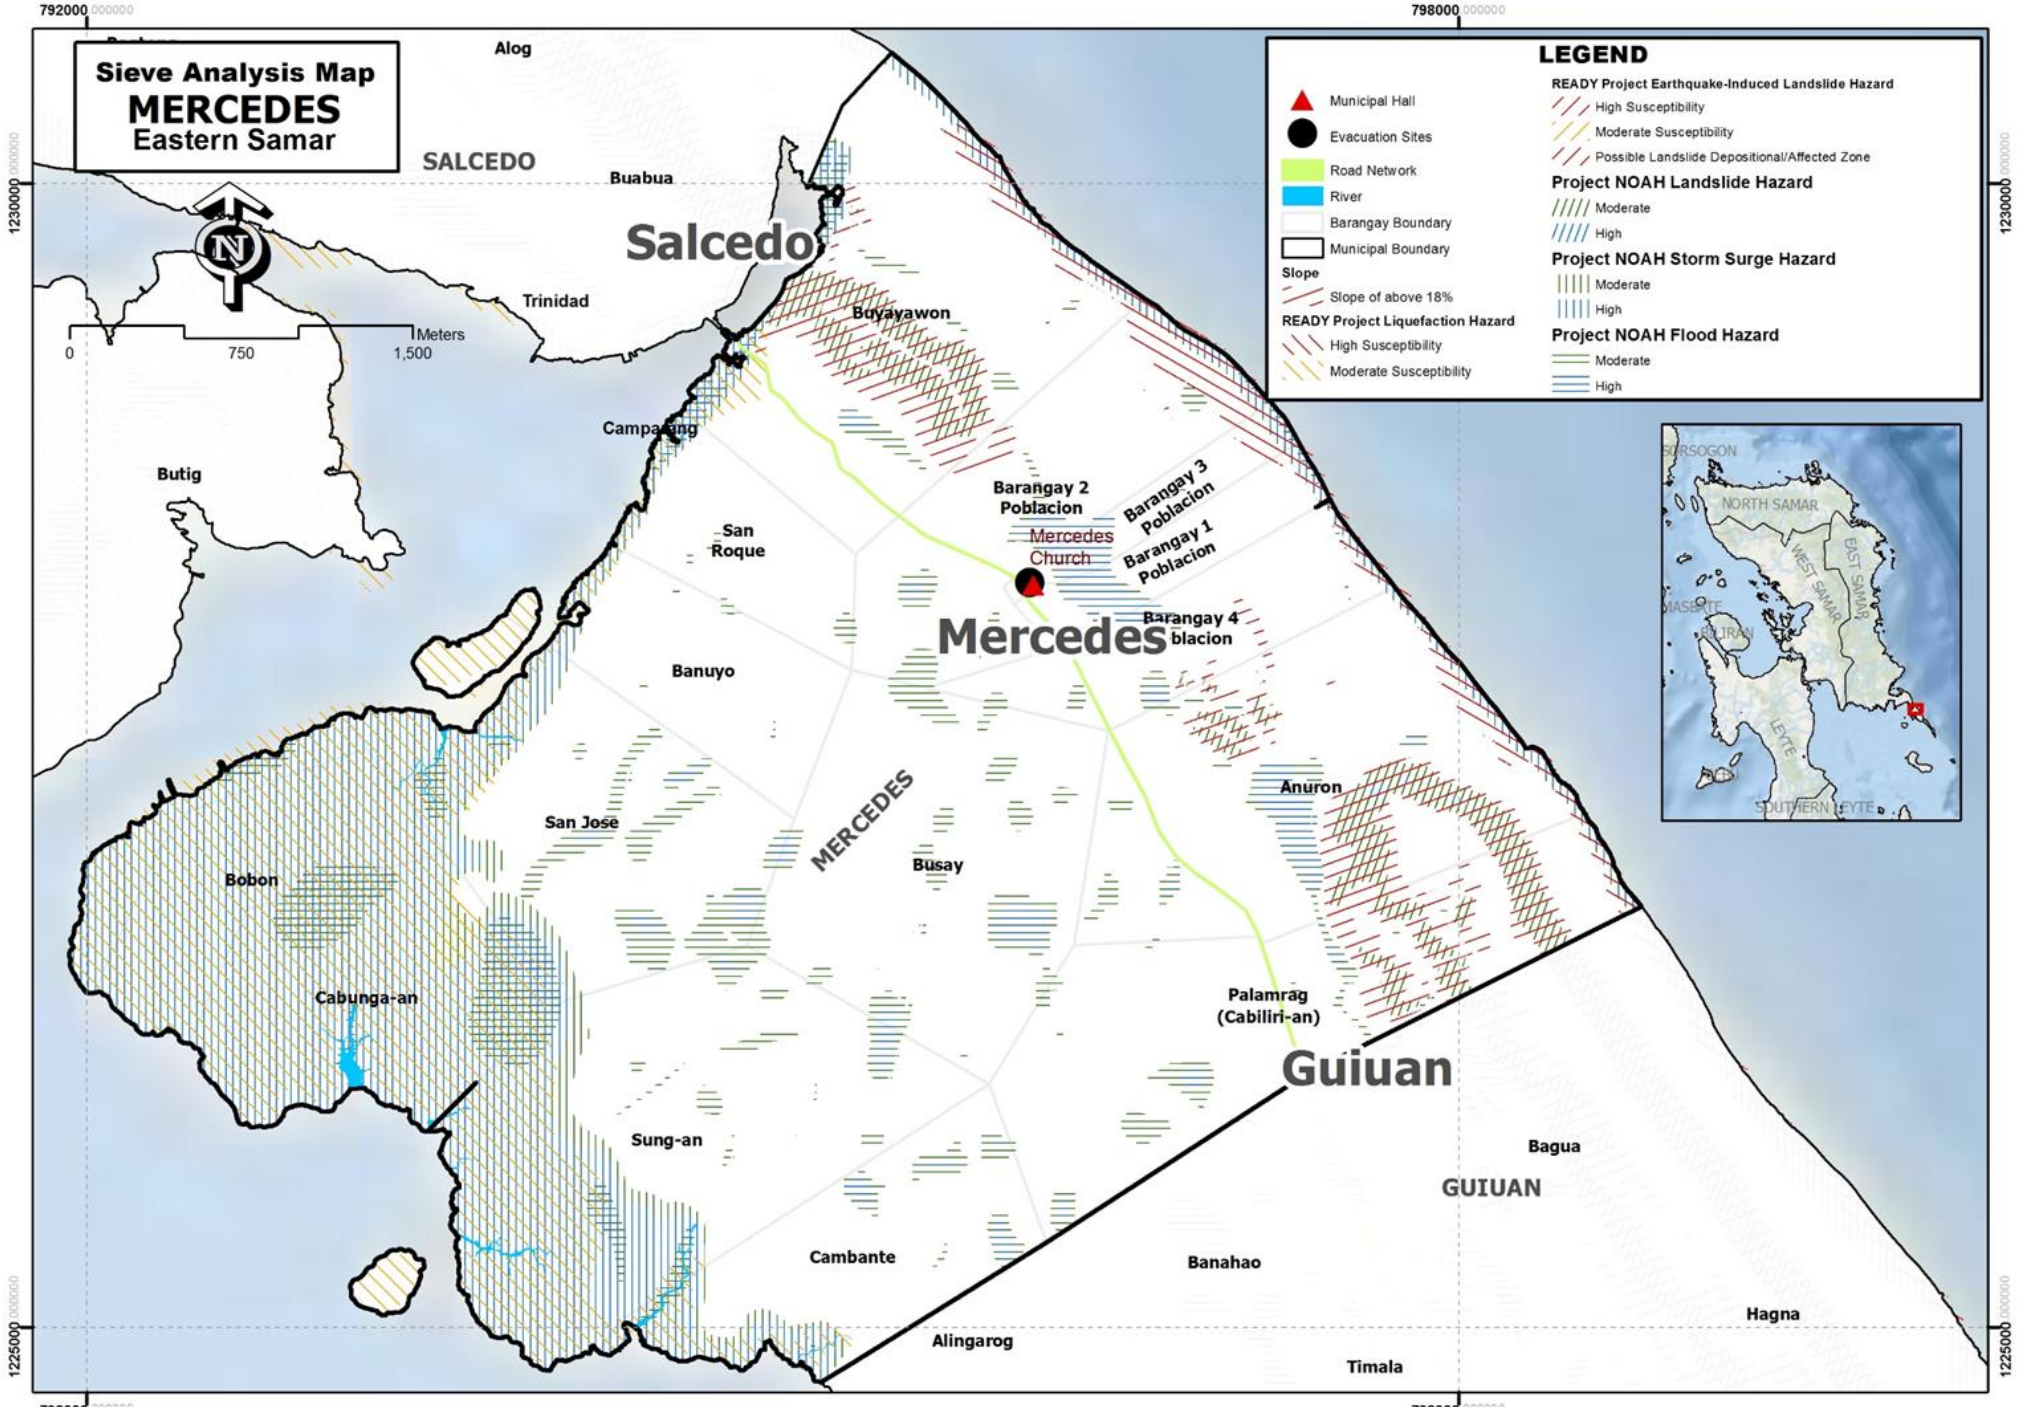 792000.000000
798000.000000
Sieve Analysis Map
MERCEDES
Eastern Samar
Alog
SALCEDO
Buabua
Salcedo
Trinidad
N
Meters
0
750
1,500
1230000.000000
1230000.000000
LEGEND
Municipal Hall
Evacuation Sites
Road Network
River
Barangay Boundary
Municipal Boundary
Slope
Slope of above 18%
READY Project Liquefaction Hazard
High Susceptibility
Moderate Susceptibility
READY Project Earthquake-Induced Landslide Hazard
High Susceptibility
Moderate Susceptibility
Possible Landslide Depositional/Affected Zone
Project NOAH Landslide Hazard
Moderate
High
Project NOAH Storm Surge Hazard
Moderate
High
Project NOAH Flood Hazard
Moderate
High
Buyayawon
Butig
San
Roque
Barangay 2
Poblacion
Barangay 3
Poblacion
Mercedes
Church
Barangay 1
Poblacion
Barangay 4
blacion
Mercedes
Banuyo
San Jose
MERCEDES
Busay
Anuron
Bobon
Cabunga-an
Palamrag
(Cabiliri-an)
Guiuan
Sung-an
Bagua
GUIUAN
Cambante
Banahao
Hagna
Alingarog
Timala
NORTH SAMAR
WEST SAMAR
EAST SAMAR
MASBATE
LEYTE
SOUTHERN LEYTE
1225000.000000
1225000.000000